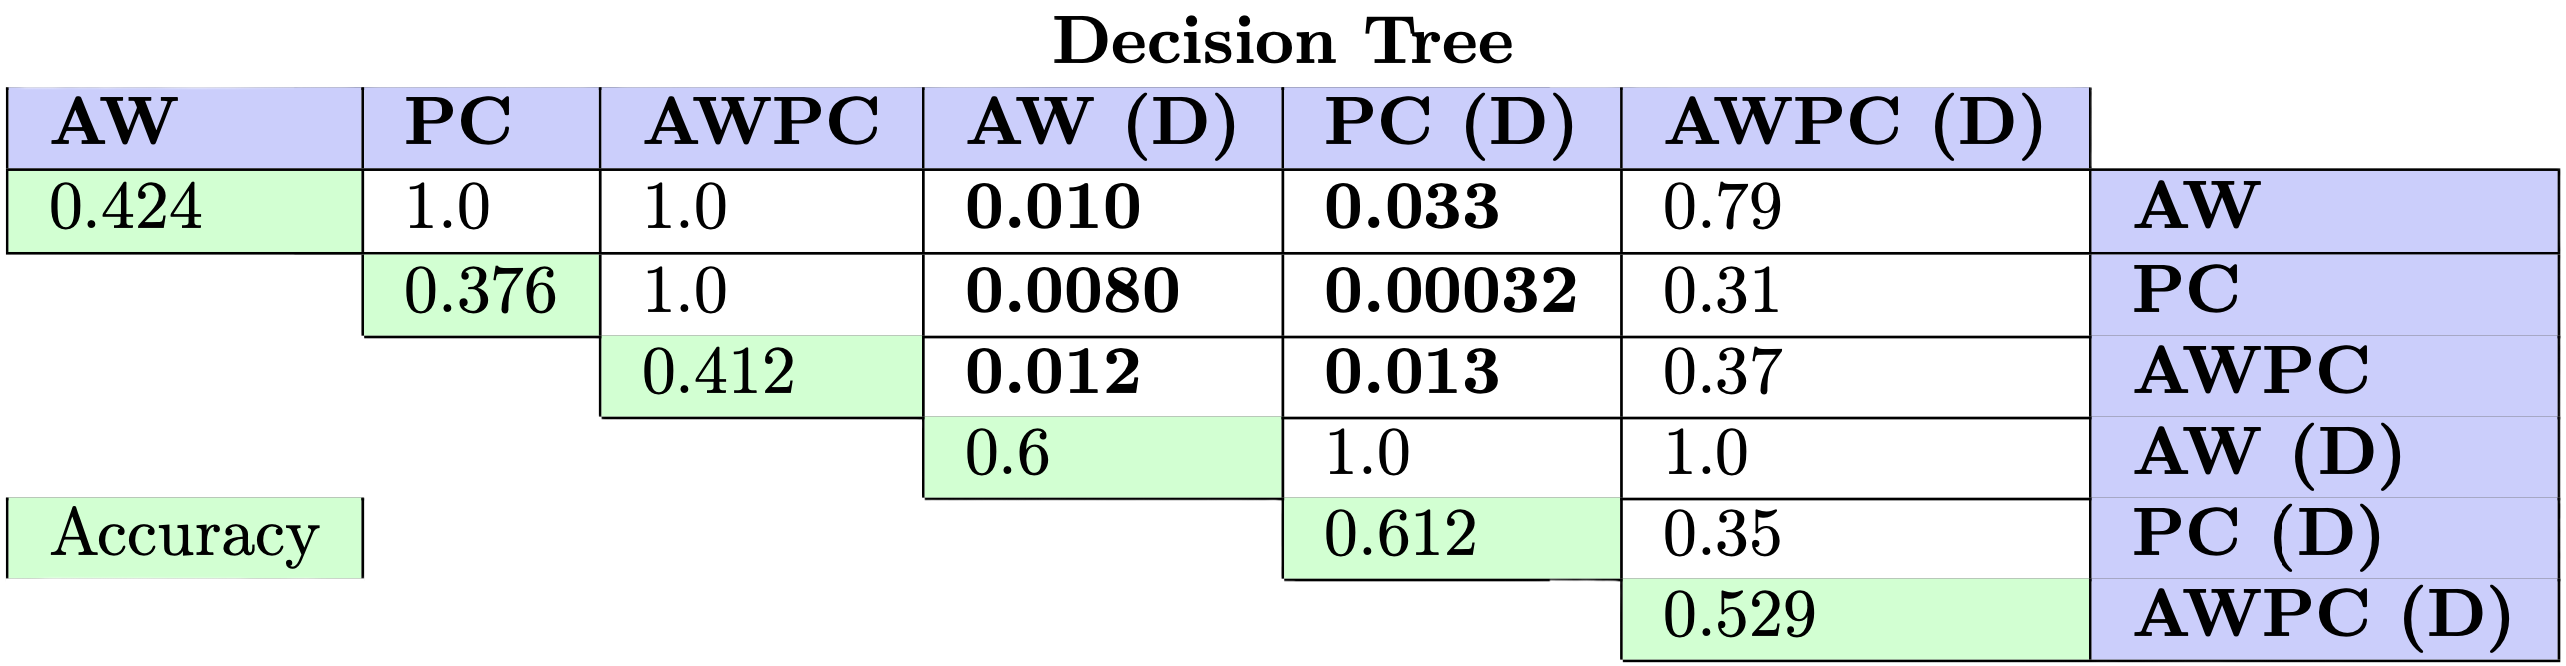 Decision Tree
AW PC AWPC AW (D) PC (D) AWPC (D)
0.424 1.0 1.0 0.010 0.033 0.79 AW
0.376 1.0 0.0080 0.00032 0.31 PC
0.412 0.012 0.013 0.37 AWPC
0.6 1.0 1.0 AW (D)
Accuracy 0.612 0.35 PC (D)
0.529 AWPC (D)